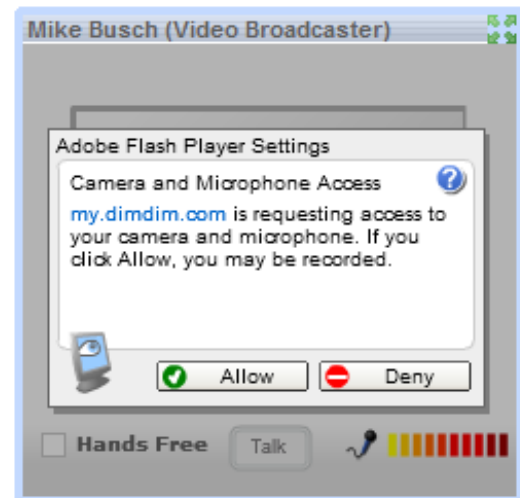 Mike Busch (Video Broadcaster)
Adobe Flash Player Settings
Camera and Microphone Access
my.dimdim.com is requesting access to
your camera and microphone. If you
click Allow, you may be recorded.
Allow Deny
Hands Free Talk